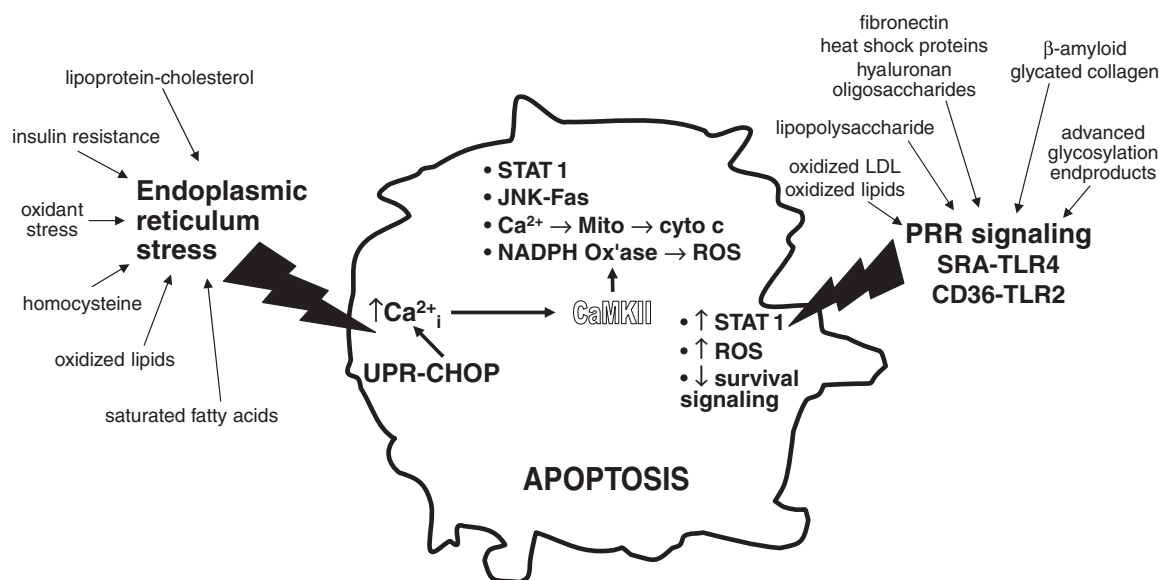 lipoprotein-cholesterol
insulin resistance
oxidant
stress
homocysteine
oxidized lipids
saturated fatty acids
Endoplasmic
reticulum
stress
• STAT 1
• JNK-Fas
• Ca²⁺ → Mito → cyto c
• NADPH Ox'ase → ROS
↑Ca²⁺ᵢ
CaMKII
UPR-CHOP
• ↑ STAT 1
• ↑ ROS
• ↓ survival
signaling
APOPTOSIS
fibronectin
heat shock proteins
hyaluronan
oligosaccharides
β-amyloid
glycated collagen
lipopolysaccharide
advanced
glycosylation
endproducts
oxidized LDL
oxidized lipids
PRR signaling
SRA-TLR4
CD36-TLR2